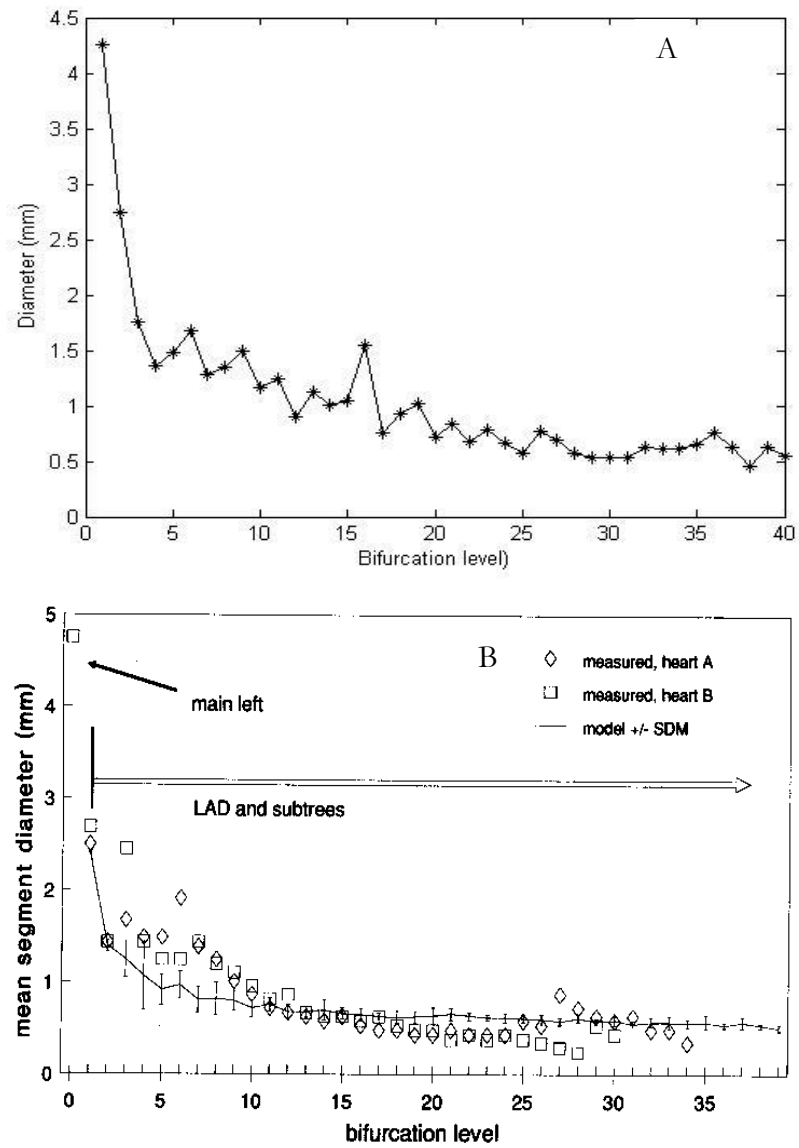 A
4.5
4
3.5
3
2.5
2
1.5
1
0.5
0
Diameter (mm)
0 5 10 15 20 25 30 35 40
Bifurcation level)
B
5
4
3
2
1
0
mean segment diameter (mm)
main left
LAD and subtrees
measured, heart A
measured, heart B
model +/- SDM
0 5 10 15 20 25 30 35
bifurcation level